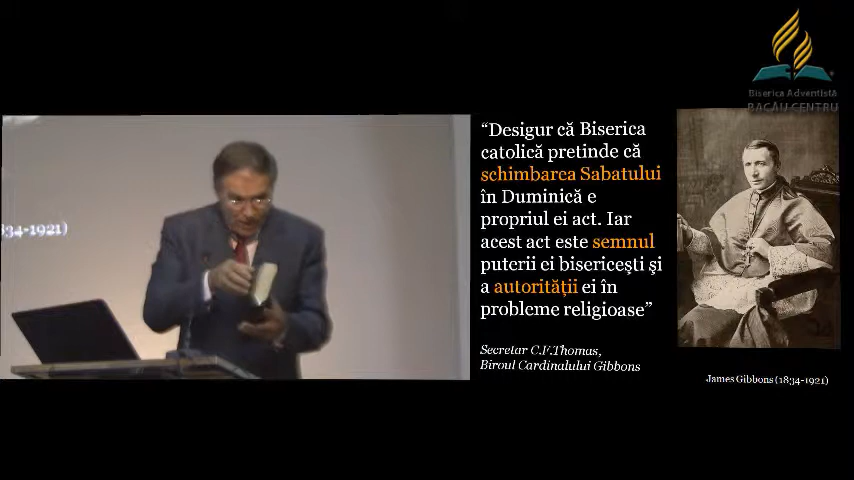 Biserica Adventistă
BACĂU CENTRU
"Desigur că Biserica
catolică pretinde că
schimbarea Sabatului
în Duminică e
propriul ei act. Iar
acest act este semnul
puterii ei bisericești și
a autorității ei în
probleme religioase"
Secretar C.F.Thomas,
Biroul Cardinalului Gibbons
James Gibbons (1834-1921)
834-1921)